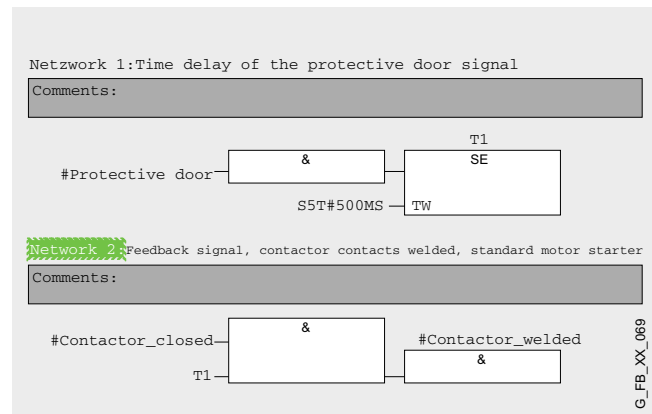 Netzwork 1:Time delay of the protective door signal
Comments:
T1
& SE
#Protective door
S5T#500MS TW
Network 2:Feedback signal, contactor contacts welded, standard motor starter
Comments:
&
#Contactor_closed #Contactor_welded
&
T1
G_FB_XX_069